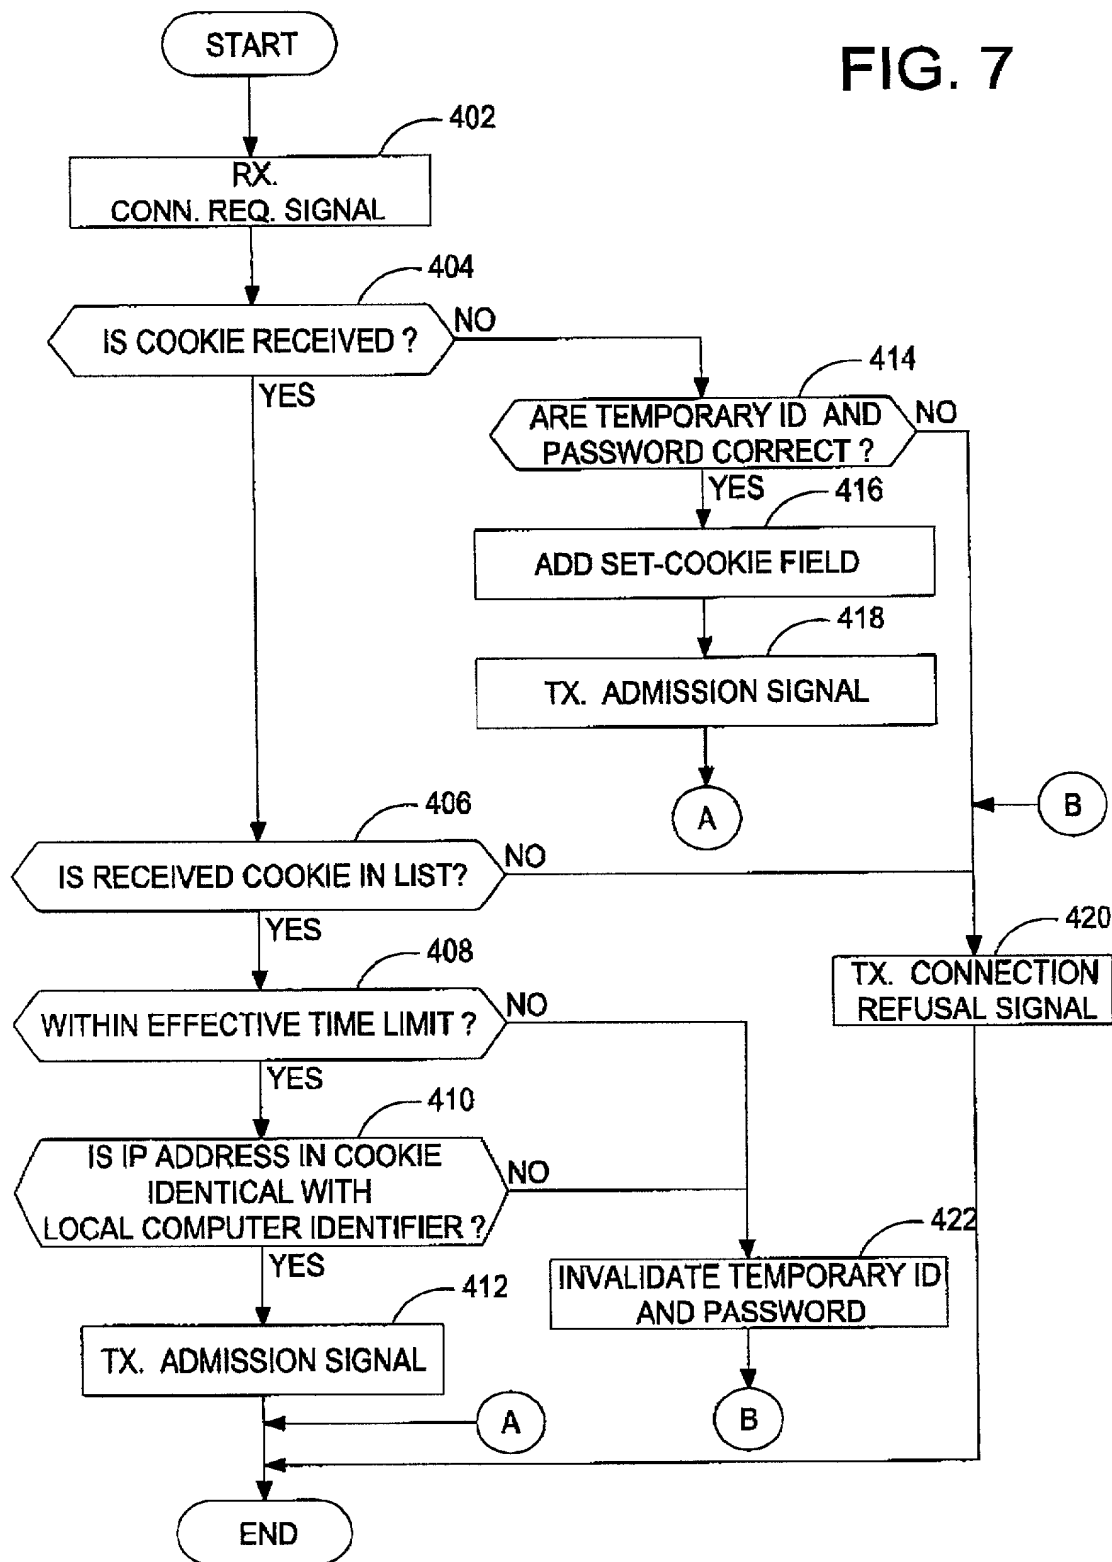 START
FIG. 7
402
RX.
CONN. REQ. SIGNAL
404
IS COOKIE RECEIVED ?
NO
YES
414
ARE TEMPORARY ID AND
PASSWORD CORRECT ?
NO
YES
416
ADD SET-COOKIE FIELD
418
TX. ADMISSION SIGNAL
A
B
406
IS RECEIVED COOKIE IN LIST?
NO
YES
420
TX. CONNECTION
REFUSAL SIGNAL
408
WITHIN EFFECTIVE TIME LIMIT ?
NO
YES
410
IS IP ADDRESS IN COOKIE
IDENTICAL WITH
LOCAL COMPUTER IDENTIFIER ?
NO
YES
422
INVALIDATE TEMPORARY ID
AND PASSWORD
412
TX. ADMISSION SIGNAL
A
B
END